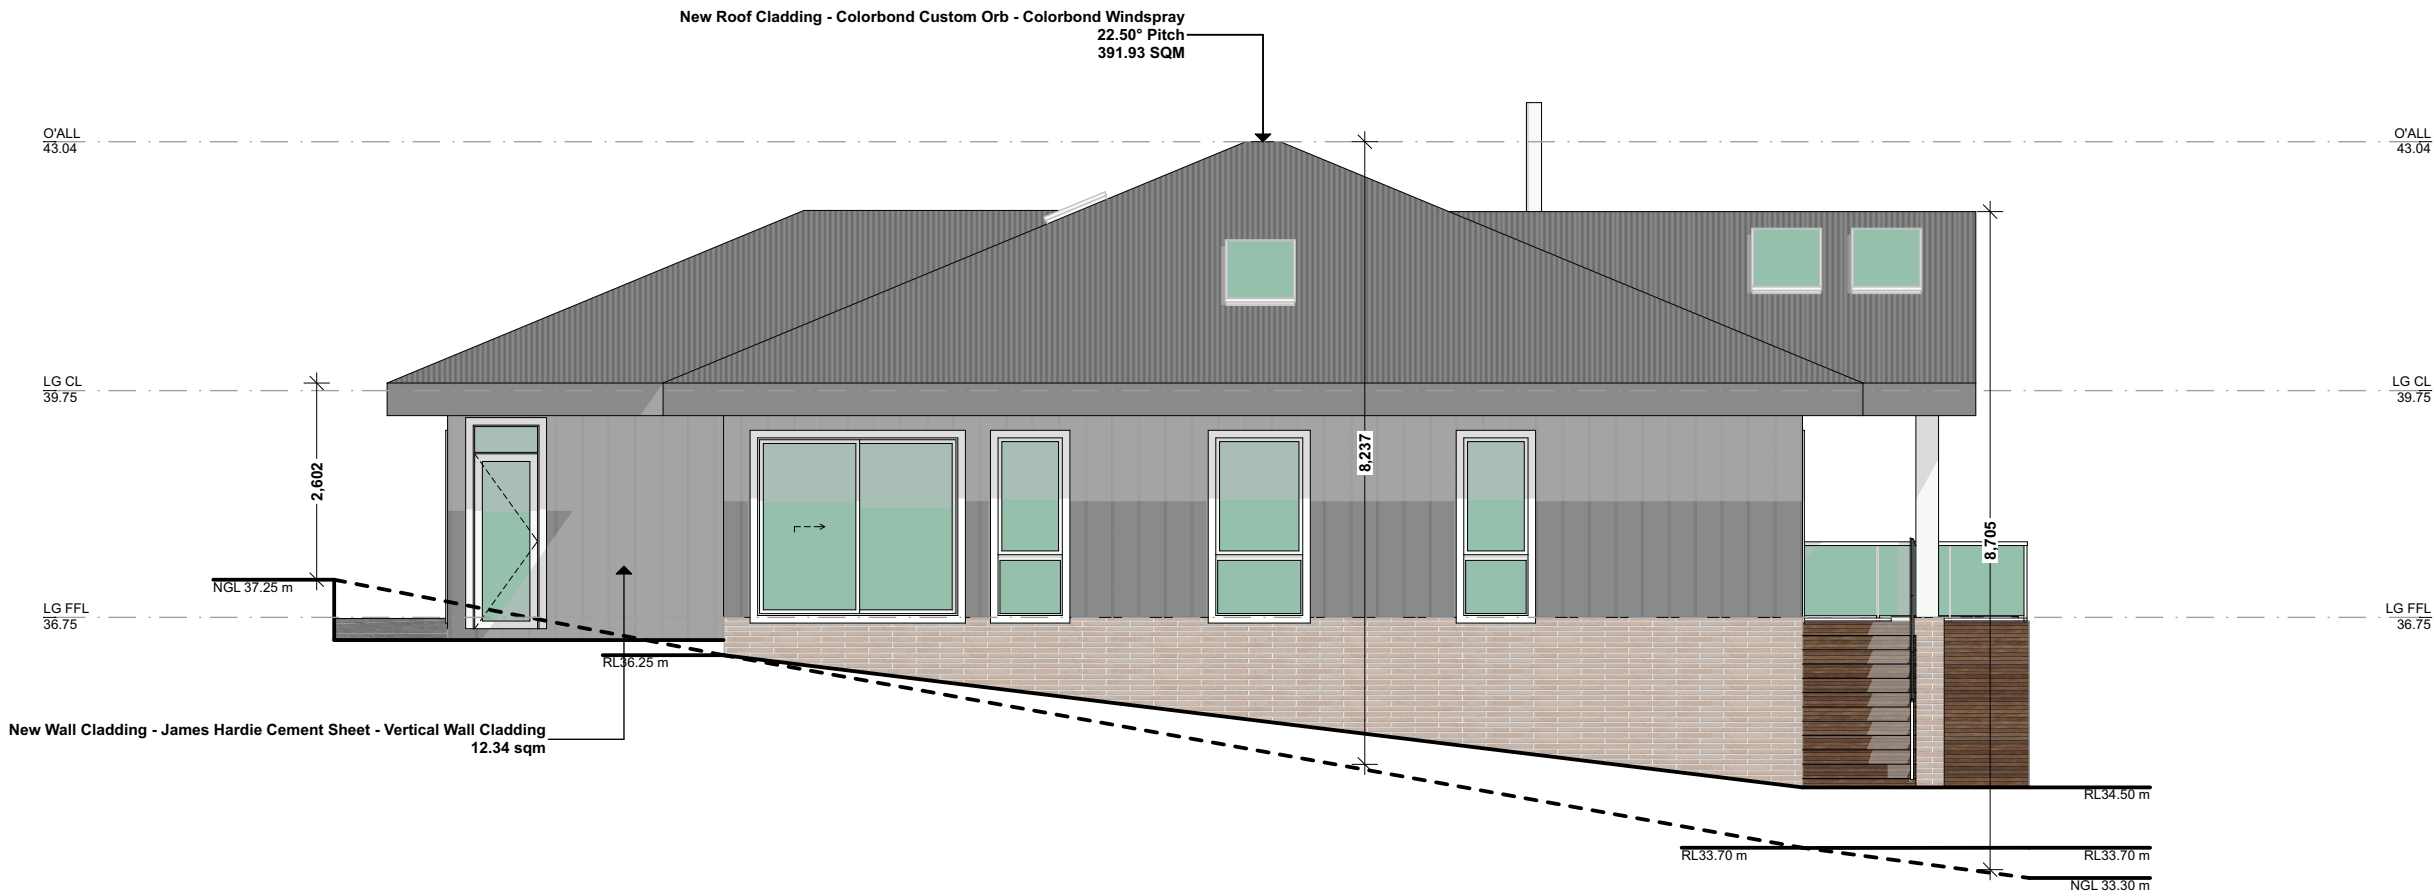 New Roof Cladding - Colorbond Custom Orb - Colorbond Windspray
22.50° Pitch
391.93 SQM
O'ALL
43.04
O'ALL
43.04
LG CL
39.75
LG CL
39.75
2,602
8,237
8,705
NGL 37.25 m
LG FFL
36.75
LG FFL
36.75
RL36.25 m
New Wall Cladding - James Hardie Cement Sheet - Vertical Wall Cladding
12.34 sqm
RL34.50 m
RL33.70 m
RL33.70 m
NGL 33.30 m